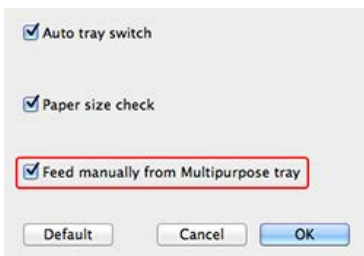 Auto tray switch
Paper size check
Feed manually from Multipurpose tray
Default Cancel OK